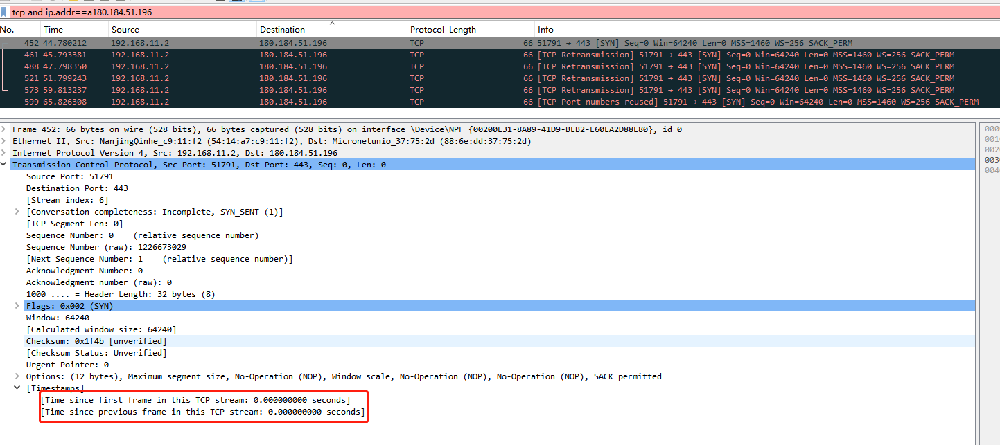 tcp and ip.addr==a180.184.51.196
No. Time Source Destination Protocol Length Info
452 44.780212 192.168.11.2 180.184.51.196 TCP 66 51791 → 443 [SYN] Seq=0 Win=64240 Len=0 MSS=1460 WS=256 SACK_PERM
461 45.793381 192.168.11.2 180.184.51.196 TCP 66 [TCP Retransmission] 51791 → 443 [SYN] Seq=0 Win=64240 Len=0 MSS=1460 WS=256 SACK_PERM
488 47.798350 192.168.11.2 180.184.51.196 TCP 66 [TCP Retransmission] 51791 → 443 [SYN] Seq=0 Win=64240 Len=0 MSS=1460 WS=256 SACK_PERM
521 51.799243 192.168.11.2 180.184.51.196 TCP 66 [TCP Retransmission] 51791 → 443 [SYN] Seq=0 Win=64240 Len=0 MSS=1460 WS=256 SACK_PERM
573 59.813237 192.168.11.2 180.184.51.196 TCP 66 [TCP Retransmission] 51791 → 443 [SYN] Seq=0 Win=64240 Len=0 MSS=1460 WS=256 SACK_PERM
599 65.826308 192.168.11.2 180.184.51.196 TCP 66 [TCP Port numbers reused] 51791 → 443 [SYN] Seq=0 Win=64240 Len=0 MSS=1460 WS=256 SACK_PERM
Frame 452: 66 bytes on wire (528 bits), 66 bytes captured (528 bits) on interface \Device\NPF_{00200E31-8A89-41D9-BEB2-E60EA2D88E80}, id 0
Ethernet II, Src: NanjingQinhe_c9:11:f2 (54:14:a7:c9:11:f2), Dst: Micronetunio_37:75:2d (88:6e:dd:37:75:2d)
Internet Protocol Version 4, Src: 192.168.11.2, Dst: 180.184.51.196
Transmission Control Protocol, Src Port: 51791, Dst Port: 443, Seq: 0, Len: 0
Source Port: 51791
Destination Port: 443
[Stream index: 6]
[Conversation completeness: Incomplete, SYN_SENT (1)]
[TCP Segment Len: 0]
Sequence Number: 0 (relative sequence number)
Sequence Number (raw): 1226673029
[Next Sequence Number: 1 (relative sequence number)]
Acknowledgment Number: 0
Acknowledgment number (raw): 0
1000 .... = Header Length: 32 bytes (8)
Flags: 0x002 (SYN)
Window: 64240
[Calculated window size: 64240]
Checksum: 0x1f4b [unverified]
[Checksum Status: Unverified]
Urgent Pointer: 0
Options: (12 bytes), Maximum segment size, No-Operation (NOP), Window scale, No-Operation (NOP), No-Operation (NOP), SACK permitted
[Timestamps]
[Time since first frame in this TCP stream: 0.000000000 seconds]
[Time since previous frame in this TCP stream: 0.000000000 seconds]